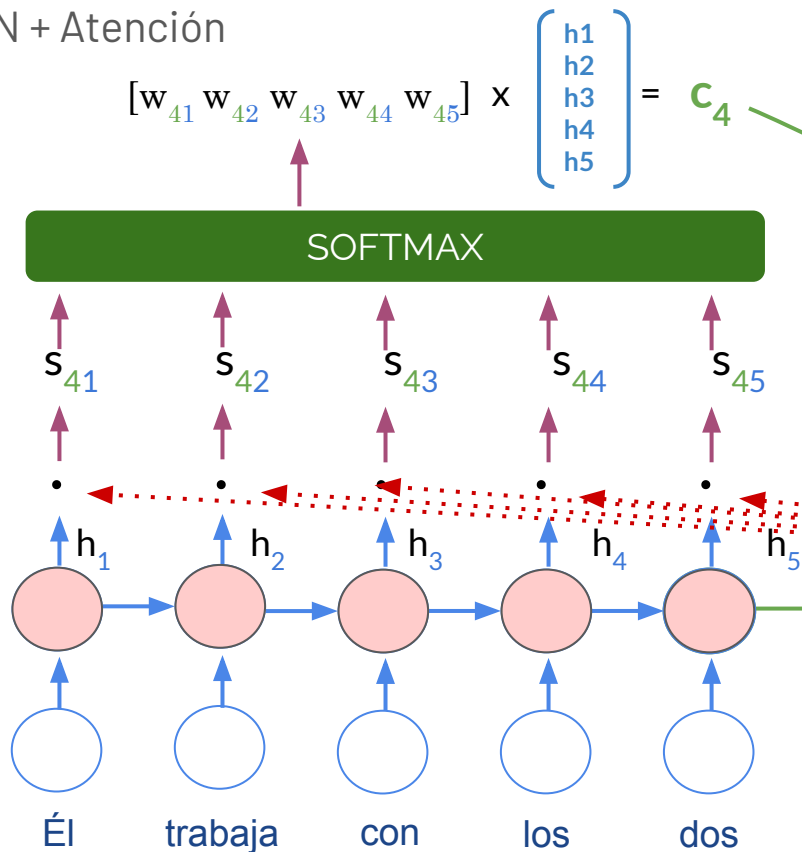 N + Atención
[w41 w42 w43 w44 w45] x
h1
h2
h3
h4
h5
= c4
SOFTMAX
s41 s42 s43 s44 s45
h1 h2 h3 h4 h5
Él trabaja con los dos